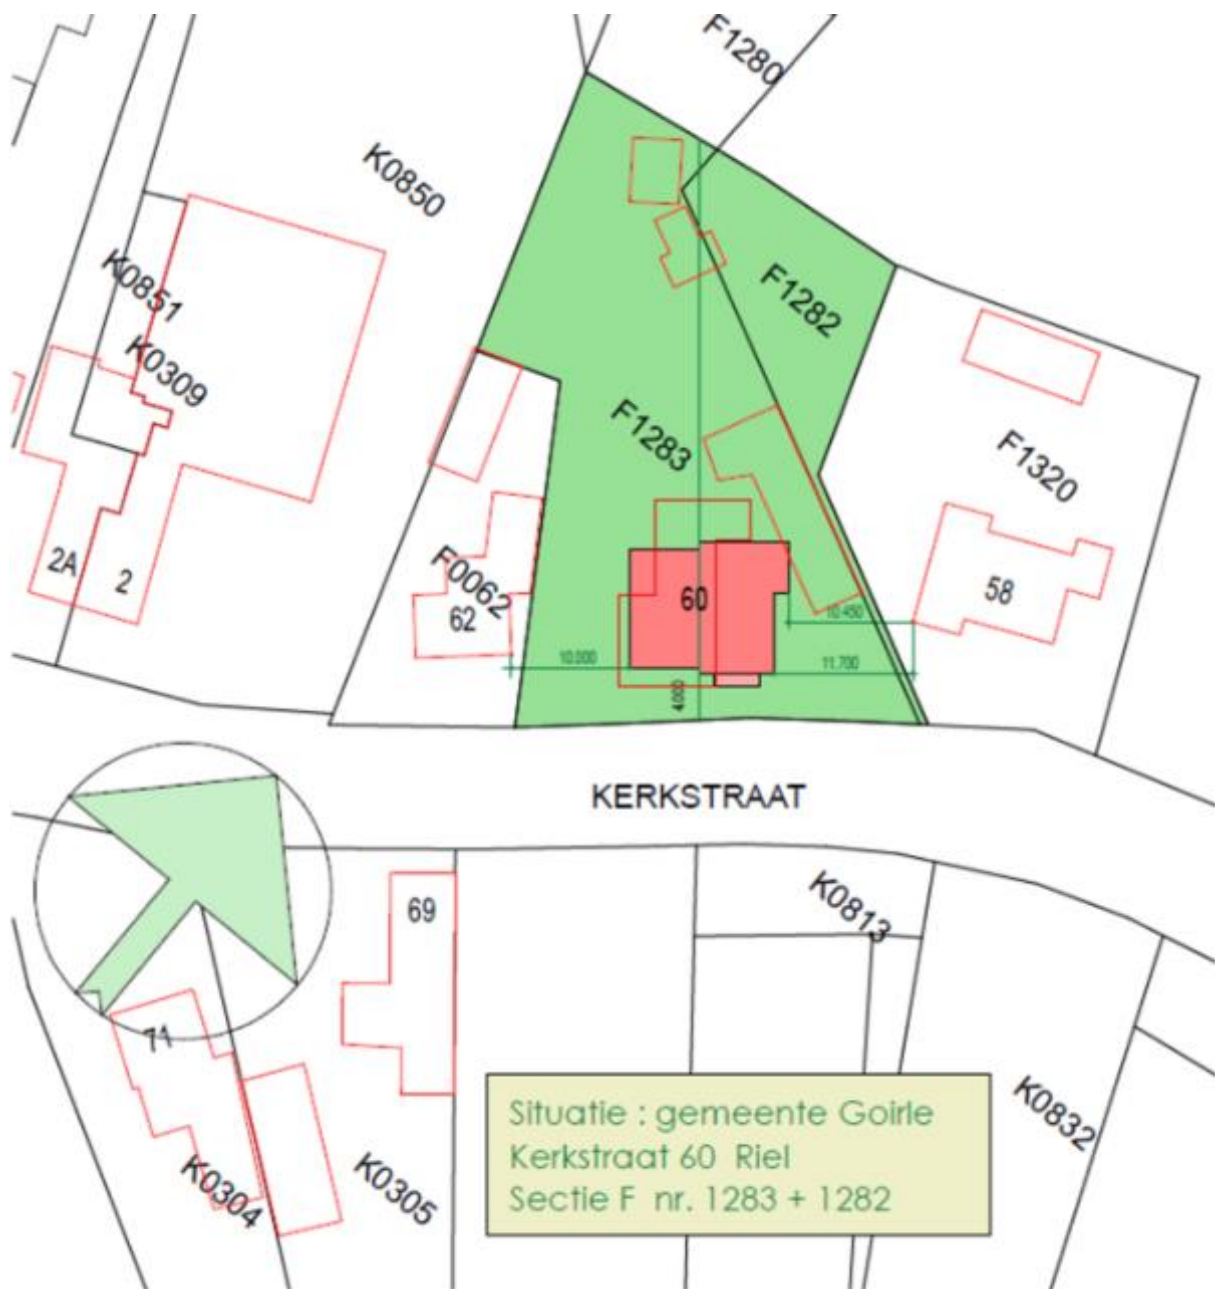 F1280
K0850
K0851
F1282
K0309
F1283
F1320
2A
2
F0062
62
60
58
10.450
10.000
11.700
4.000
KERKSTRAAT
69
K0813
71
K0304
K0305
K0832
Situatie : gemeente Goirle
Kerkstraat 60 Riel
Sectie F nr. 1283 + 1282